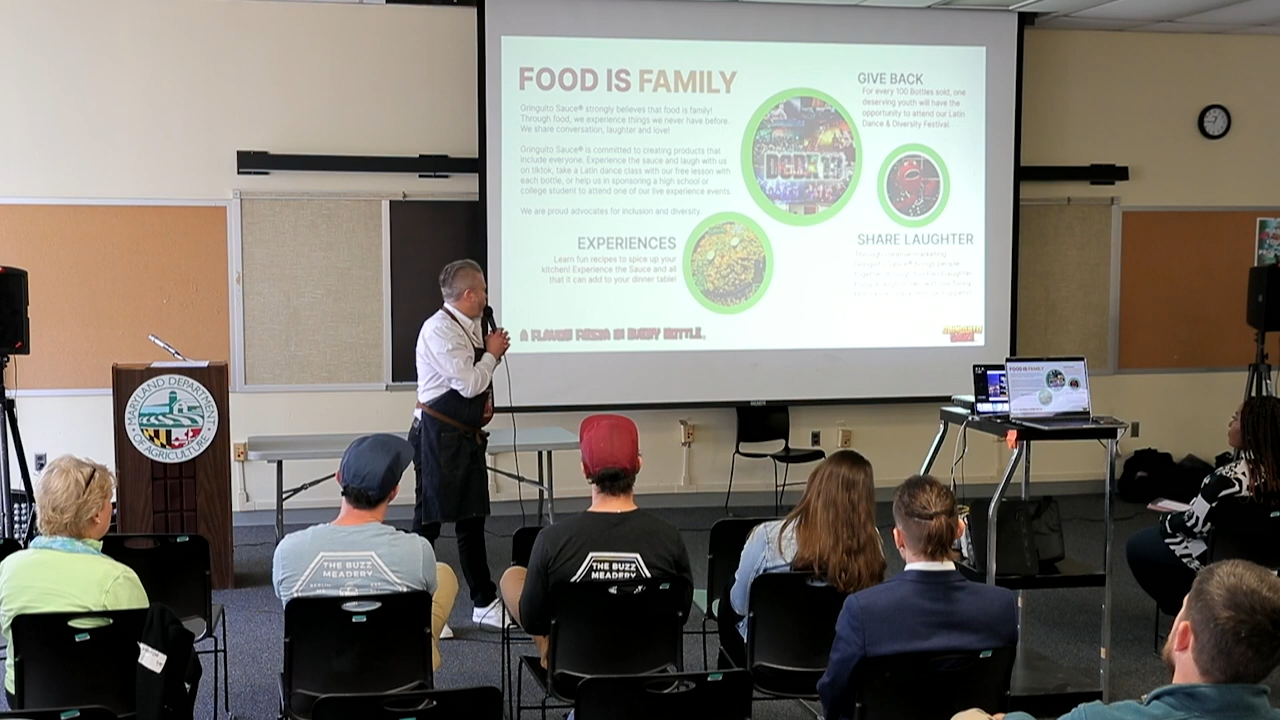 FOOD IS FAMILY
Gringuito Sauce® strongly believes that food is family!
Through food, we experience things we never have before.
We share conversation, laughter and love!
Gringuito Sauce® is committed to creating products that
include everyone. Experience the sauce and laugh with us
on tiktok, take a Latin dance class with our free lesson with
each bottle, or help us in sponsoring a high school or
college student to attend one of our live experience events.
We are proud advocates for inclusion and diversity.
EXPERIENCES
Learn fun recipes to spice up your
kitchen! Experience the Sauce and all
that it can add to your dinner table!
A FLAVOR FIESTA IN EVERY BOTTLE.
GIVE BACK
For every 100 Bottles sold, one
deserving youth will have the
opportunity to attend our Latin
Dance & Diversity Festival.
SHARE LAUGHTER
MARYLAND DEPARTMENT
OF AGRICULTURE
FOOD IS FAMILY
THE BUZZ
MEADERY
BERLIN
THE BUZZ
MEADERY